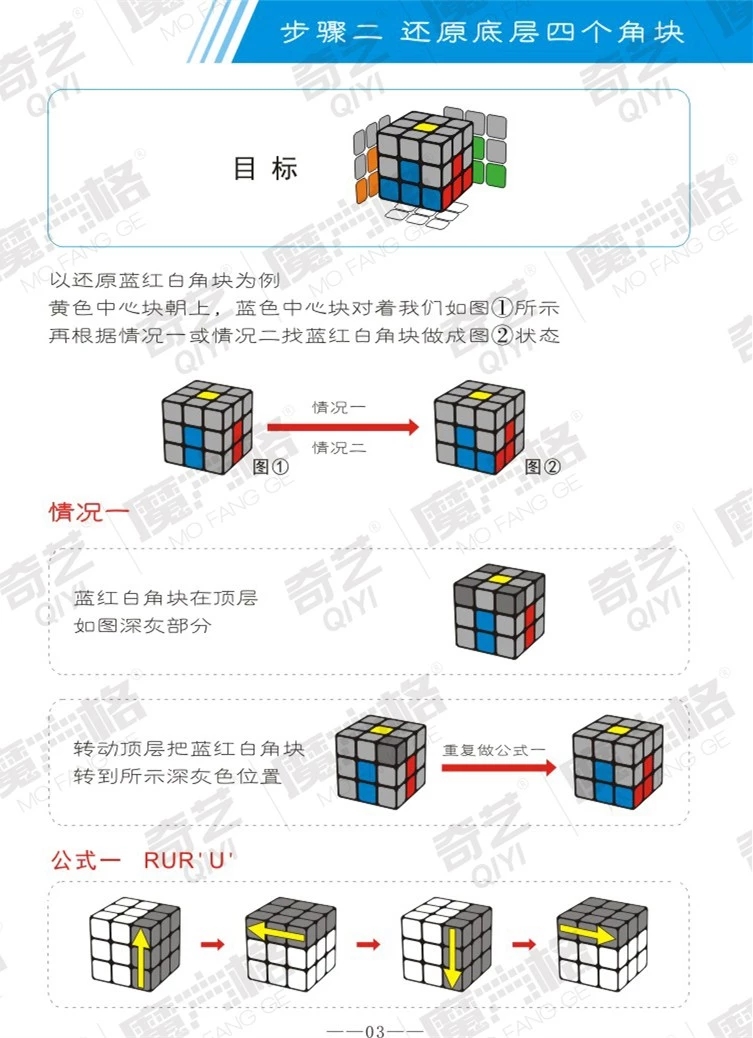 步骤二 还原底层四个角块
目 标
以还原蓝红白角块为例
黄色中心块朝上，蓝色中心块对着我们如图①所示
再根据情况一或情况二找蓝红白角块做成图②状态
情况一
情况二
图①
图②
情况一
蓝红白角块在顶层
如图深灰部分
转动顶层把蓝红白角块
转到所示深灰色位置
重复做公式一
公式一 RUR'U'
——03——
奇艺
QIYI
魔方格
MO FANG GE